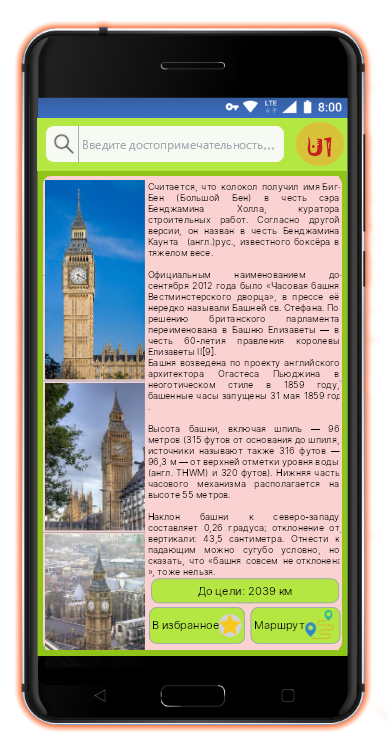 LTE 8:00
Введите достопримечательность...
UT
Считается, что колокол получил имя Биг-
Бен (Большой Бен) в честь сэра
Бенджамина Холла, куратора
строительных работ. Согласно другой
версии, он назван в честь Бенджамина
Каунта (англ.)рус., известного боксёра в
тяжелом весе.
Официальным наименованием до
сентября 2012 года было «Часовая башня
Вестминстерского дворца», в прессе её
нередко называли Башней св. Стефана. По
решению британского парламента
переименована в Башню Елизаветы — в
честь 60-летия правления королевы
Елизаветы II[9].
Башня возведена по проекту английского
архитектора Огастеса Пьюджина в
неоготическом стиле в 1859 году,
башенные часы запущены 31 мая 1859 год
.
Высота башни, включая шпиль — 96
метров (315 футов от основания до шпиля,
источники называют также 316 футов —
96,3 м — от верхней отметки уровня воды
(англ. THWM) и 320 футов). Нижняя часть
часового механизма располагается на
высоте 55 метров.
Наклон башни к северо-западу
составляет 0,26 градуса; отклонение от
вертикали: 43,5 сантиметра. Отнести к
падающим можно сугубо условно, но
сказать, что «башня совсем не отклонена
», тоже нельзя.
До цели: 2039 км
В избранное Маршрут